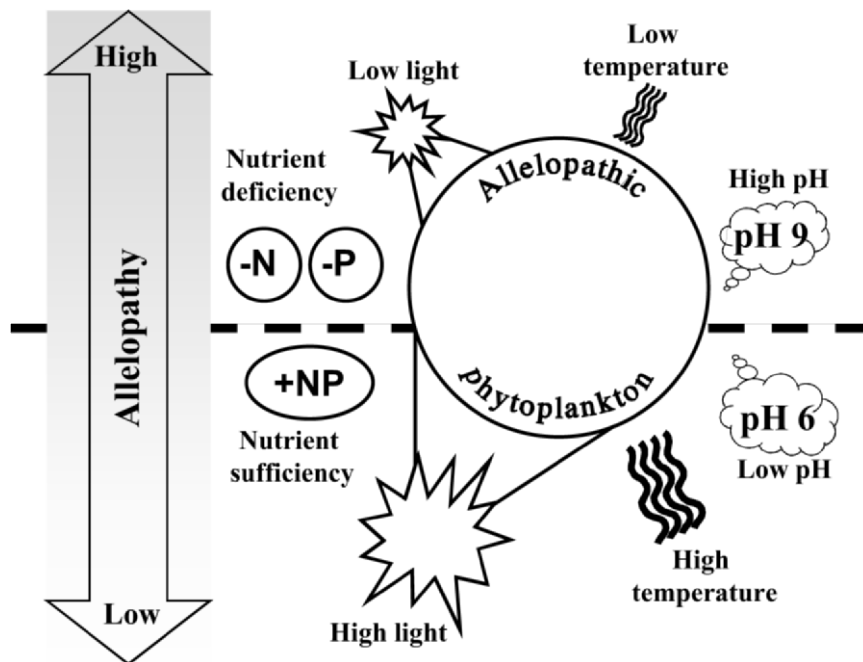 High
Allelopathy
Low
Low light
Low
temperature
Nutrient
deficiency
-N
-P
Allelopathic
High pH
pH 9
+NP
Nutrient
sufficiency
phytoplankton
pH 6
Low pH
High light
High
temperature